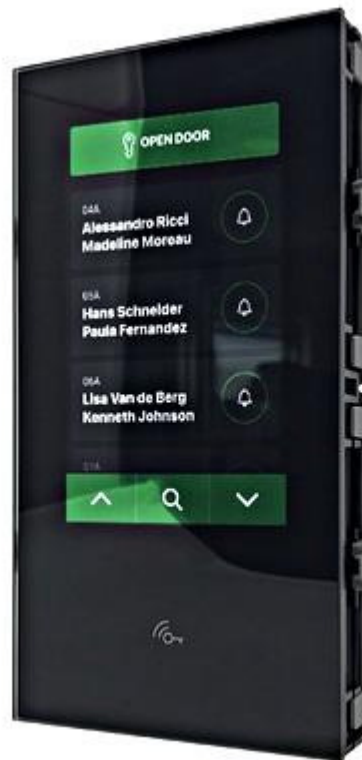 OPEN DOOR
04A
Alessandro Ricci
Madeline Moreau
05A
Hans Schneider
Paula Fernandez
06A
Lisa Van de Berg
Kenneth Johnson
07A